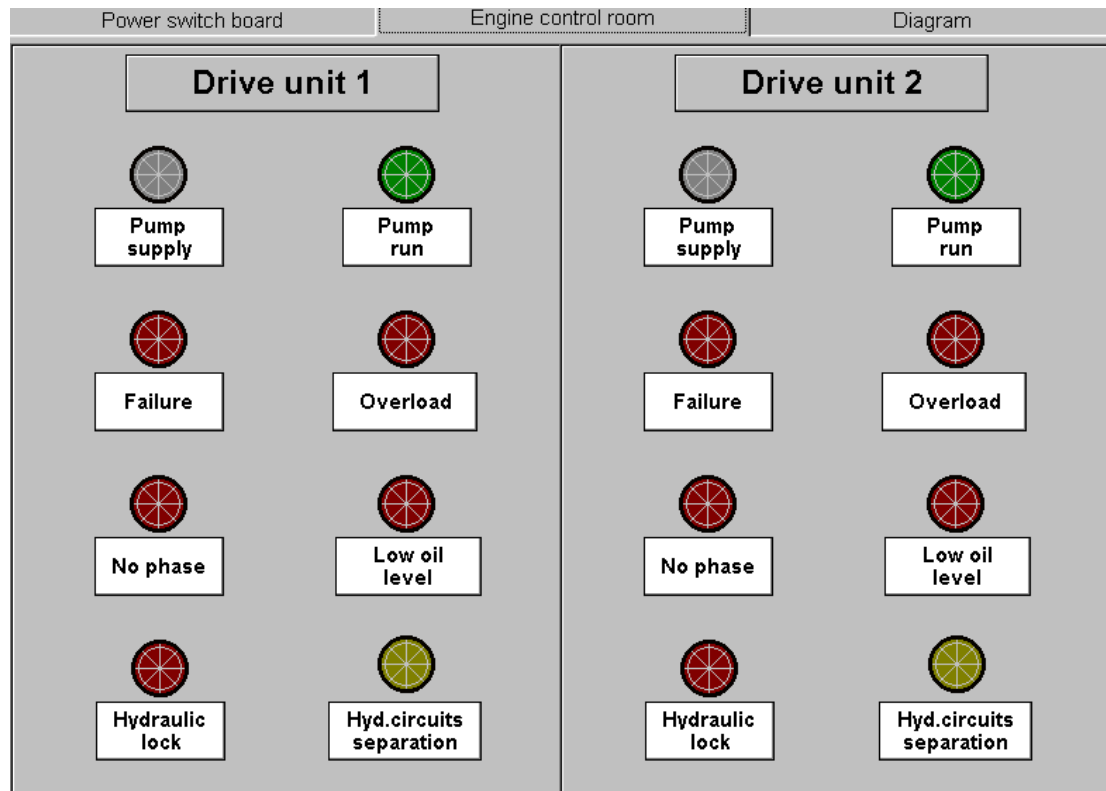 Power switch board
Engine control room
Diagram
Drive unit 1
Drive unit 2
Pump
supply
Pump
run
Pump
supply
Pump
run
Failure
Overload
Failure
Overload
No phase
Low oil
level
No phase
Low oil
level
Hydraulic
lock
Hyd.circuits
separation
Hydraulic
lock
Hyd.circuits
separation